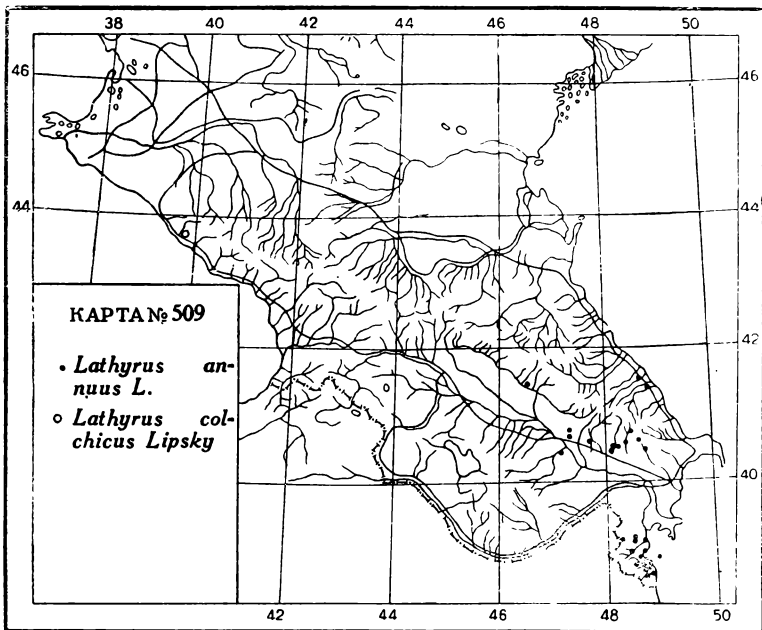 38 40 42 44 46 48 50
46 46
44 44
КАРТА № 509
Lathyrus an-
nuus L.
Lathyrus col-
chicus Lipsky
42
40
42 44 46 48 50